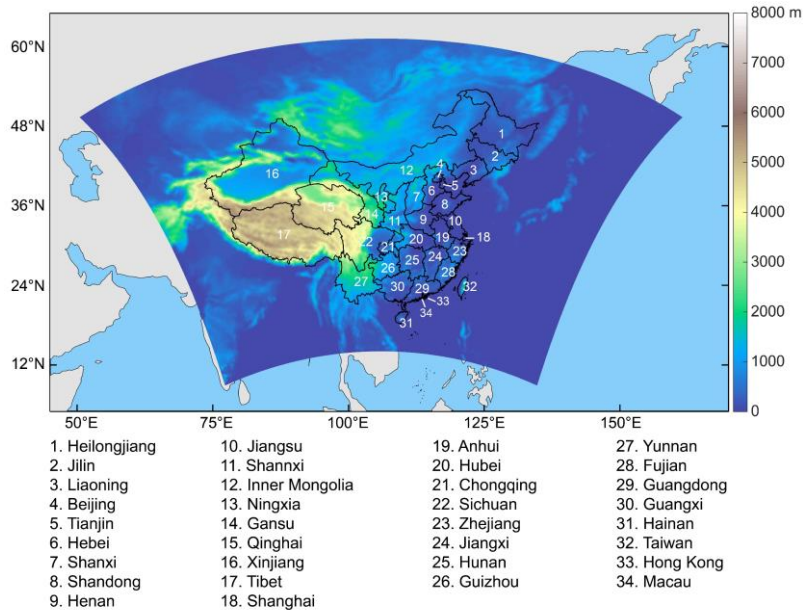 8000 m
60°N
7000
48°N
1
6000
2
4
3
12
5000
16
5
6
13
7
8
36°N
15
14
4000
9
10
11
17
18
22
20
19
21
23
3000
24
25
26
28
27
24°N
30
29
32
2000
33
34
31
12°N
1000
0
50°E
75°E
100°E
125°E
150°E
1. Heilongjiang
2. Jilin
3. Liaoning
4. Beijing
5. Tianjin
6. Hebei
7. Shanxi
8. Shandong
9. Henan
10. Jiangsu
11. Shannxi
12. Inner Mongolia
13. Ningxia
14. Gansu
15. Qinghai
16. Xinjiang
17. Tibet
18. Shanghai
19. Anhui
20. Hubei
21. Chongqing
22. Sichuan
23. Zhejiang
24. Jiangxi
25. Hunan
26. Guizhou
27. Yunnan
28. Fujian
29. Guangdong
30. Guangxi
31. Hainan
32. Taiwan
33. Hong Kong
34. Macau